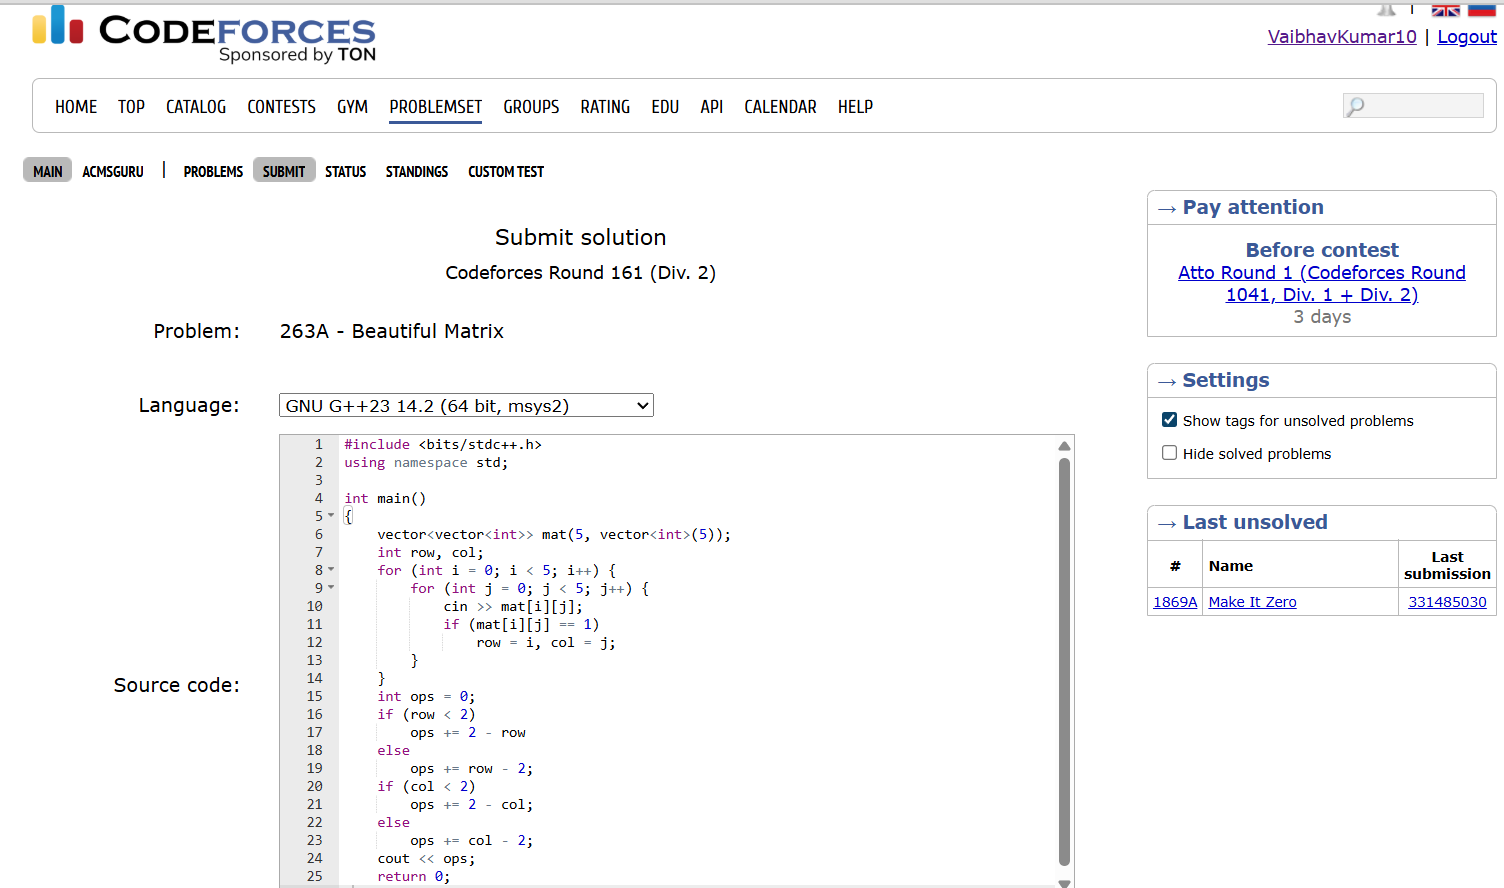 CODEFORCES
Sponsored by TON
VaibhavKumar10 | Logout
HOME TOP CATALOG CONTESTS GYM PROBLEMSET GROUPS RATING EDU API CALENDAR HELP
MAIN ACMSGURU | PROBLEMS SUBMIT STATUS STANDINGS CUSTOM TEST
Submit solution
Codeforces Round 161 (Div. 2)
Problem: 263A - Beautiful Matrix
Language: GNU G++23 14.2 (64 bit, msys2)
Source code:
1 #include <bits/stdc++.h>
2 using namespace std;
3
4 int main()
5 {
6     vector<vector<int>> mat(5, vector<int>(5));
7     int row, col;
8     for (int i = 0; i < 5; i++) {
9         for (int j = 0; j < 5; j++) {
10             cin >> mat[i][j];
11             if (mat[i][j] == 1)
12                 row = i, col = j;
13         }
14     }
15     int ops = 0;
16     if (row < 2)
17         ops += 2 - row
18     else
19         ops += row - 2;
20     if (col < 2)
21         ops += 2 - col;
22     else
23         ops += col - 2;
24     cout << ops;
25     return 0;
→ Pay attention
Before contest
Atto Round 1 (Codeforces Round
1041, Div. 1 + Div. 2)
3 days
→ Settings
Show tags for unsolved problems
Hide solved problems
→ Last unsolved
# Name Last
submission
1869A Make It Zero 331485030